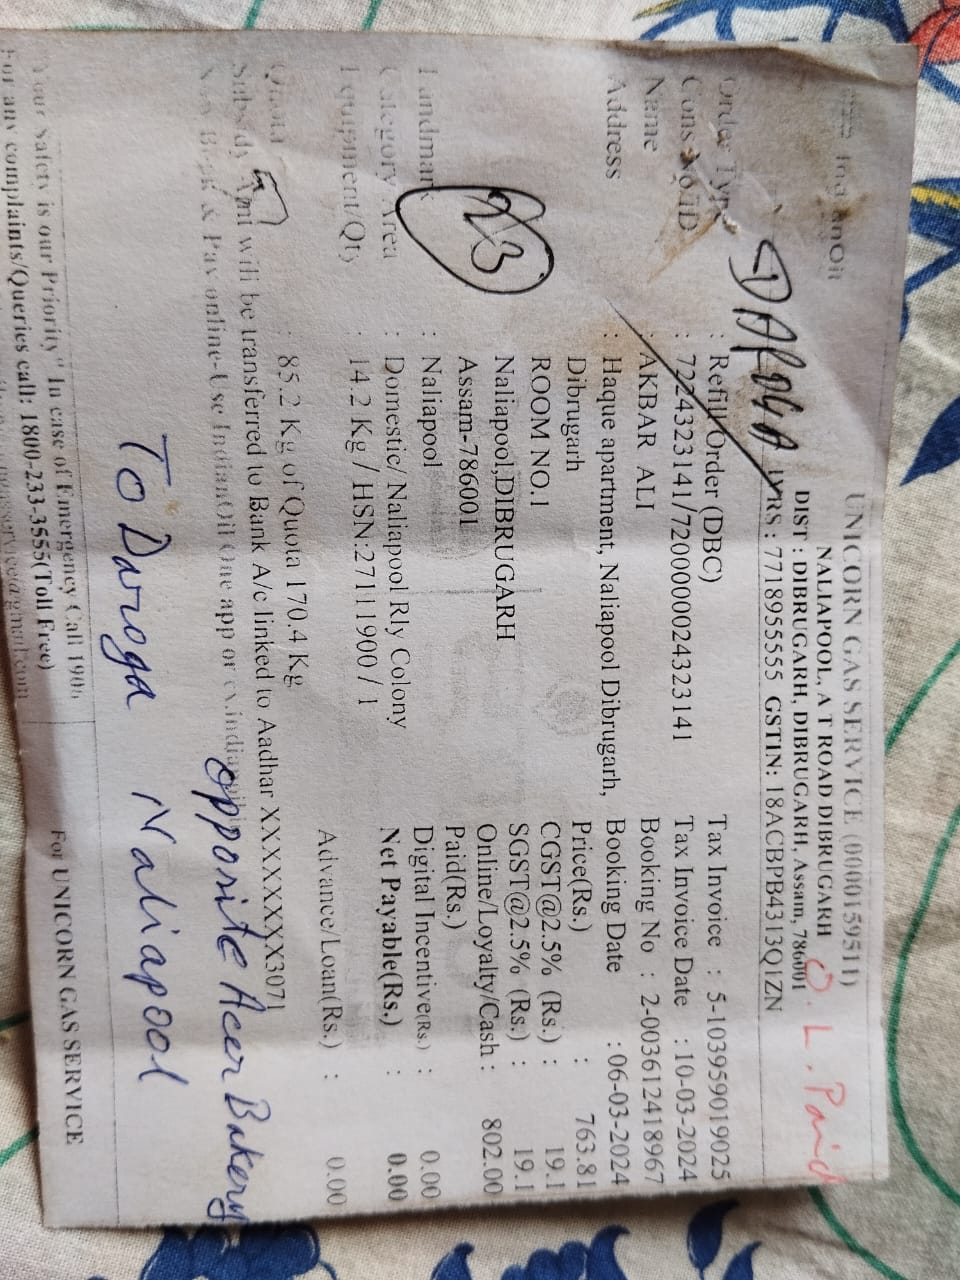 IndianOil
UNICORN GAS SERVICE (0000159511)
NALIAPOOL, A T ROAD DIBRUGARH
DIST : DIBRUGARH, DIBRUGARH, Assam, 786001
O. L. Paid
DAROGA
IVRS : 7718955555 GSTIN: 18ACBPB4313Q1ZN
Order Type : Refill Order (DBC)
Cons No/ID : 7224323141/7200000024323141
Name : AKBAR ALI
Address : Haque apartment, Naliapool Dibrugarh,
Dibrugarh
ROOM NO.1
Naliapool,DIBRUGARH
Assam-786001
23
Landmark : Naliapool
Category/Area : Domestic/ Naliapool Rly Colony
Equipment/Qty : 14.2 Kg / HSN:27111900 / 1
Quota : 85.2 Kg of Quota 170.4 Kg
Tax Invoice : 5-1039590190​25
Tax Invoice Date : 10-03-2024
Booking No : 2-003612418967
Booking Date : 06-03-2024
Price(Rs.) : 763.81
CGST@2.5% (Rs.) : 19.1
SGST@2.5% (Rs.) : 19.1
Online/Loyalty/Cash : 802.00
Paid(Rs.)
Digital Incentive(Rs.) : 0.00
Net Payable(Rs.) : 0.00
Advance/Loan(Rs.) : 0.00
Subsidy Amt will be transferred to Bank A/c linked to Aadhar XXXXXXXX3071
& Pay online-Use IndianOil One app or
opposite Acer Bakery
To Daroga Naliapool
Your Safety is our Priority" In case of Emergency Call 1906
For any complaints/Queries call: 1800-233-3555(Toll Free)
For UNICORN GAS SERVICE